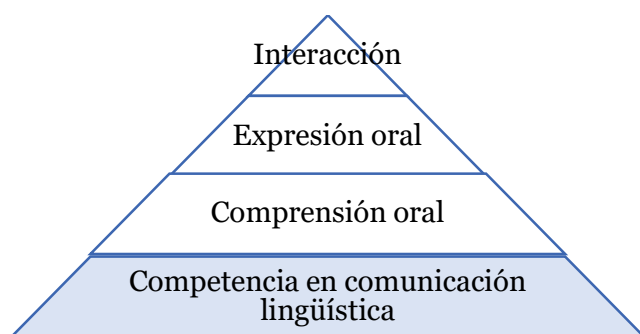 Interacción
Expresión oral
Comprensión oral
Competencia en comunicación
lingüística